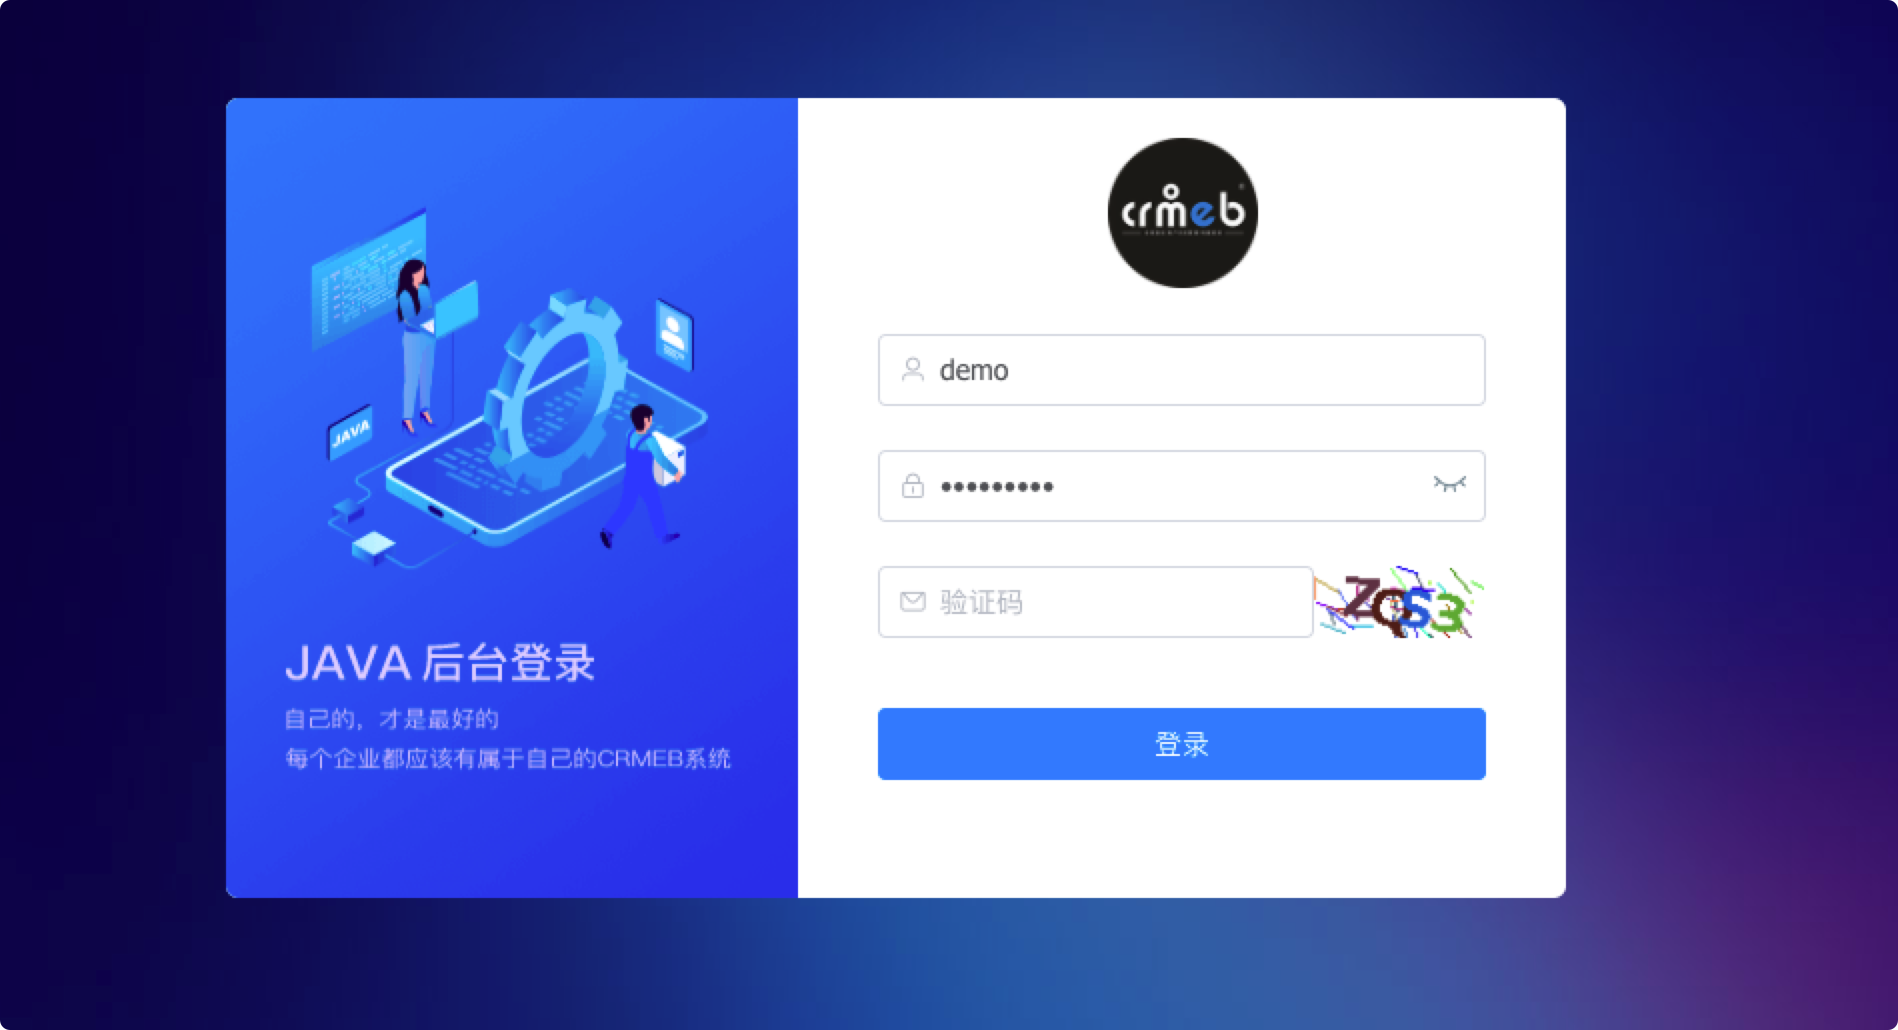 JAVA
JAVA 后台登录
自己的，才是最好的
每个企业都应该有属于自己的CRMEB系统
crmeb
demo
•••••••••
验证码
ZQS3
登录